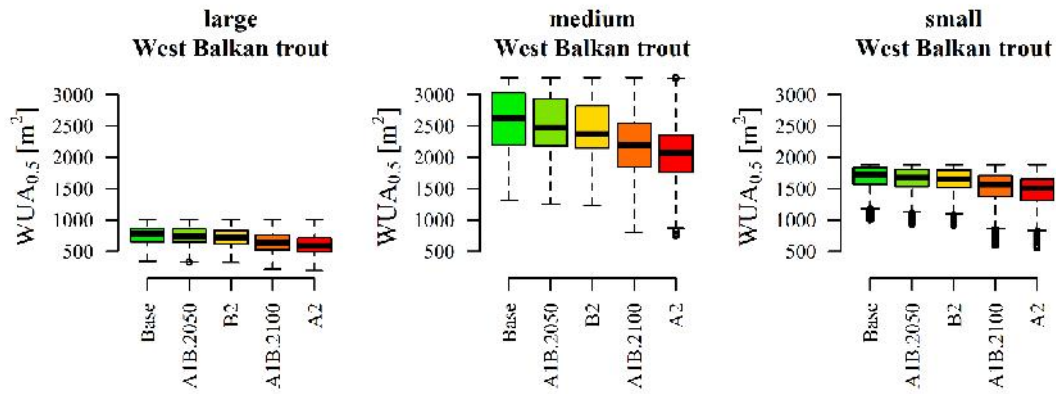 large
West Balkan trout
WUA0.5 [m2]
3000
2500
2000
1500
1000
500
Base
A1B.2050
B2
A1B.2100
A2
medium
West Balkan trout
WUA0.5 [m2]
3000
2500
2000
1500
1000
500
Base
A1B.2050
B2
A1B.2100
A2
small
West Balkan trout
WUA0.5 [m2]
3000
2500
2000
1500
1000
500
Base
A1B.2050
B2
A1B.2100
A2